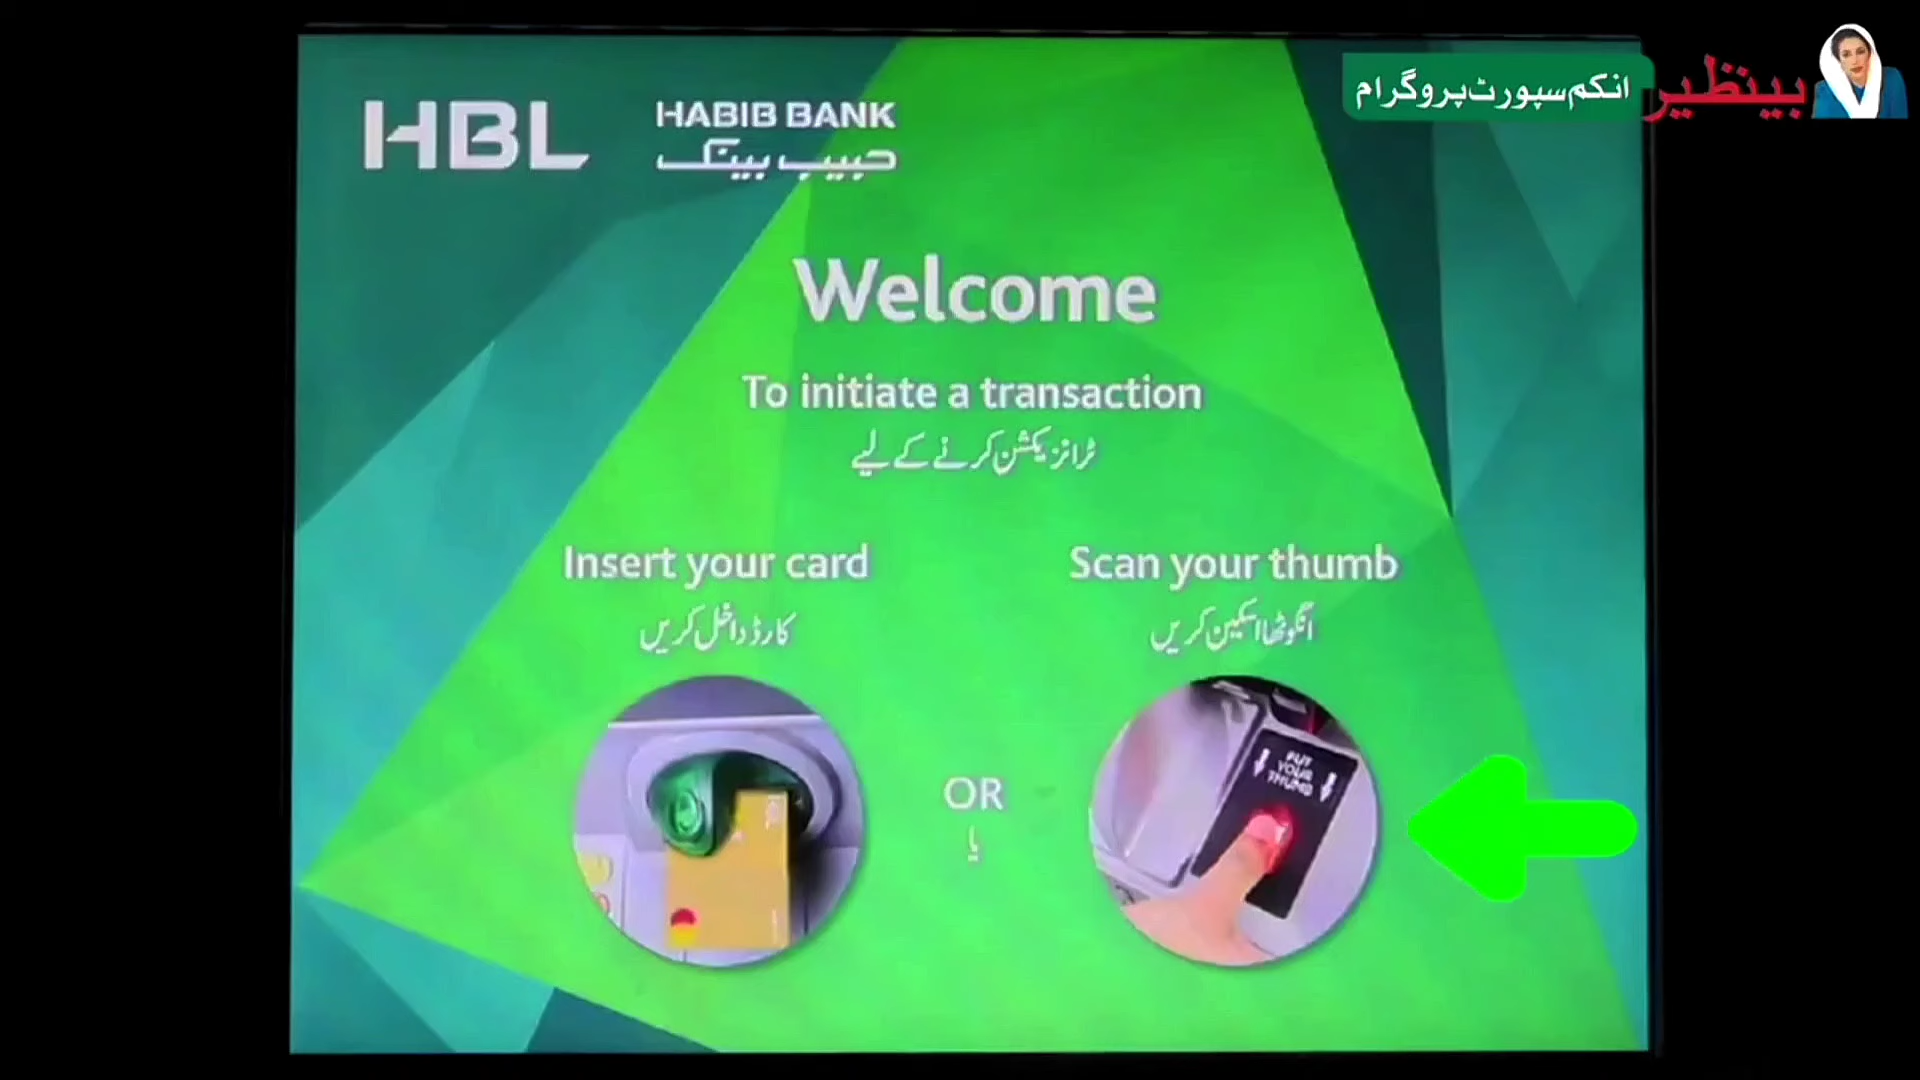 انکم سپورٹ پروگرام
بینظیر
HBL
HABIB BANK
حبیب بینک
Welcome
To initiate a transaction
ٹرانزیکشن کرنے کے لیے
Insert your card
کارڈ داخل کریں
Scan your thumb
انگوٹھا اسکین کریں
OR
یا
PUT
YOUR
THUMB